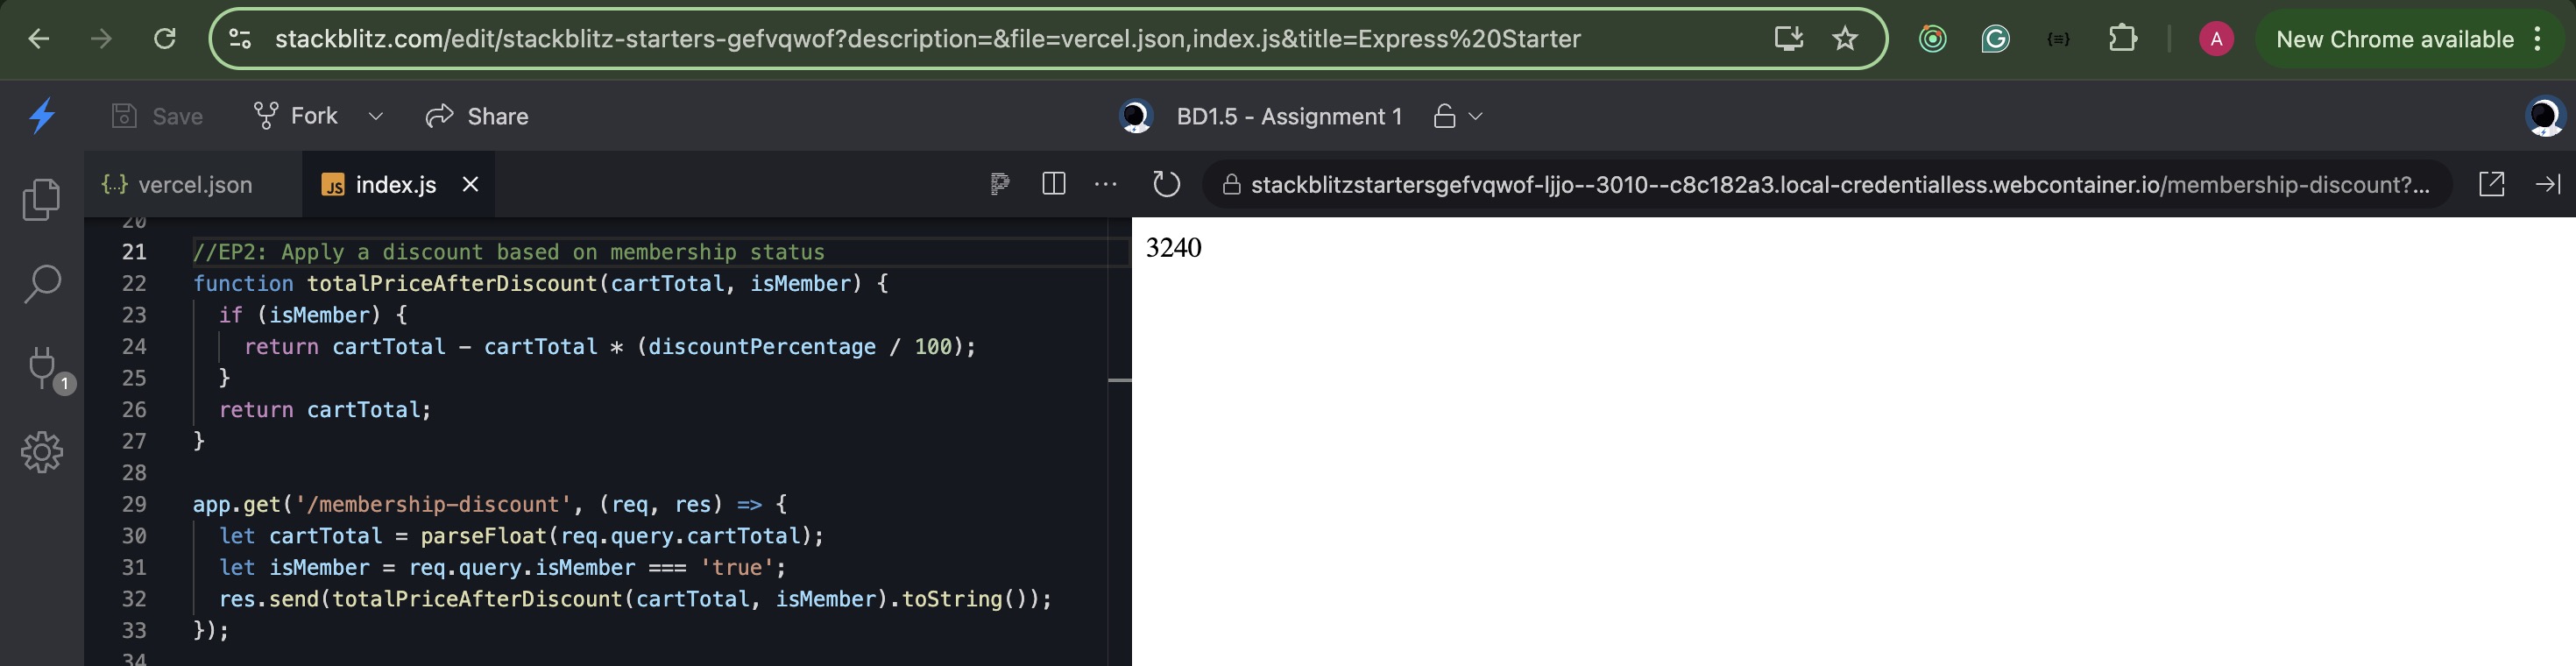 stackblitz.com/edit/stackblitz-starters-gefvqwof?description=&file=vercel.json,index.js&title=Express%20Starter
A
New Chrome available
Save
Fork
Share
BD1.5 - Assignment 1
{..} vercel.json
JS index.js
stackblitzstartersgefvqwof-ljjo--3010--c8c182a3.local-credentialless.webcontainer.io/membership-discount?...
20
21 //EP2: Apply a discount based on membership status
22 function totalPriceAfterDiscount(cartTotal, isMember) {
23 if (isMember) {
24 return cartTotal - cartTotal * (discountPercentage / 100);
25 }
26 return cartTotal;
27 }
28
29 app.get('/membership-discount', (req, res) => {
30 let cartTotal = parseFloat(req.query.cartTotal);
31 let isMember = req.query.isMember === 'true';
32 res.send(totalPriceAfterDiscount(cartTotal, isMember).toString());
33 });
34
1
3240